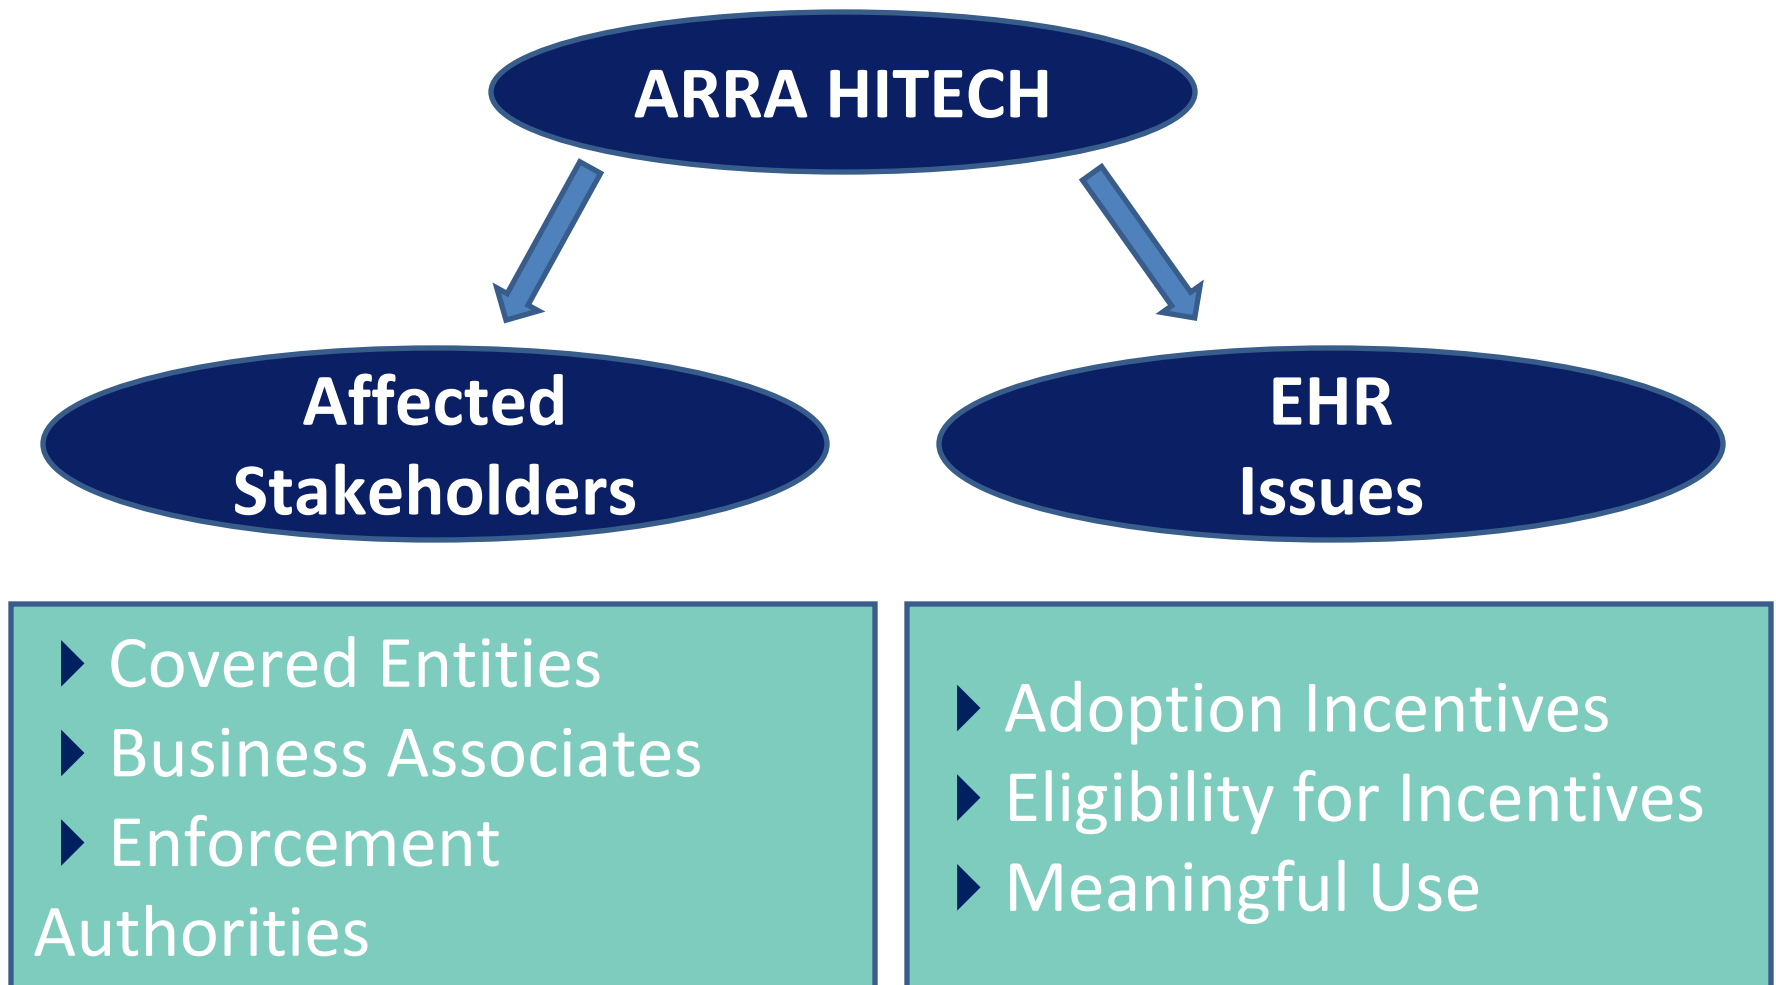 ARRA HITECH
Affected
Stakeholders
Covered Entities
Business Associates
Enforcement
Authorities
EHR
Issues
Adoption Incentives
Eligibility for Incentives
Meaningful Use